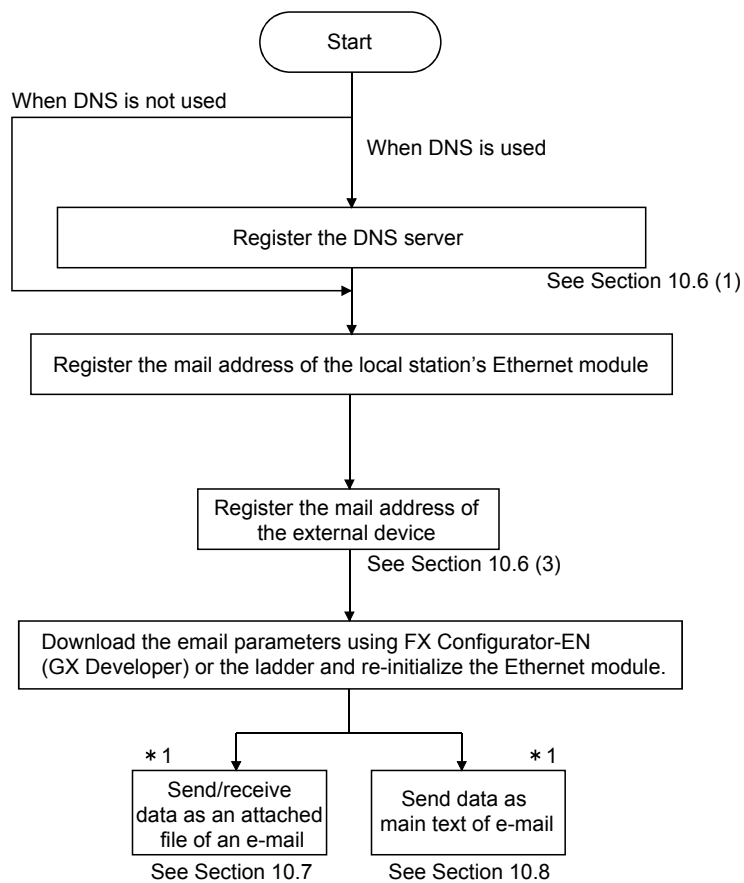 Start
When DNS is not used
When DNS is used
Register the DNS server
See Section 10.6 (1)
Register the mail address of the local station's Ethernet module
Register the mail address of
the external device
See Section 10.6 (3)
Download the email parameters using FX Configurator-EN
(GX Developer) or the ladder and re-initialize the Ethernet module.
*1
Send/receive
data as an attached
file of an e-mail
See Section 10.7
*1
Send data as
main text of e-mail
See Section 10.8